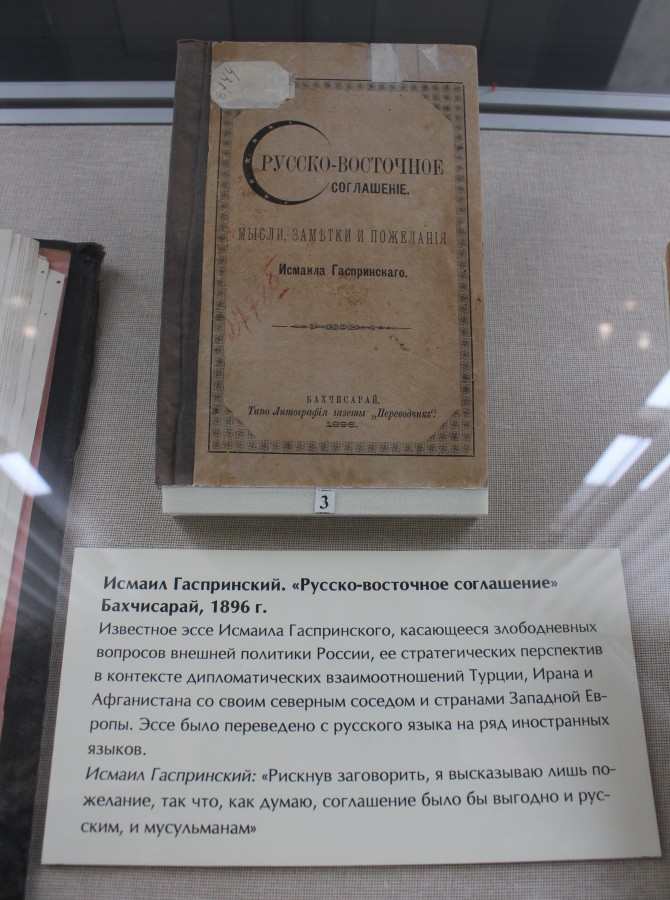 144
РУССКО-ВОСТОЧНОЕ
СОГЛАШЕНІЕ.
МЫСЛИ, ЗАМѢТКИ И ПОЖЕЛАНІЯ
Исмаила Гаспринскаго.
БАХЧИСАРАЙ.
Типо Литографія газеты „Переводчикъ“.
1896.
3
Исмаил Гаспринский. «Русско-восточное соглашение»
Бахчисарай, 1896 г.
Известное эссе Исмаила Гаспринского, касающееся злободневных
вопросов внешней политики России, ее стратегических перспектив
в контексте дипломатических взаимоотношений Турции, Ирана и
Афганистана со своим северным соседом и странами Западной Ев-
ропы. Эссе было переведено с русского языка на ряд иностранных
языков.
Исмаил Гаспринский: «Рискнув заговорить, я высказываю лишь по-
желание, так что, как думаю, соглашение было бы выгодно и рус-
ским, и мусульманам»